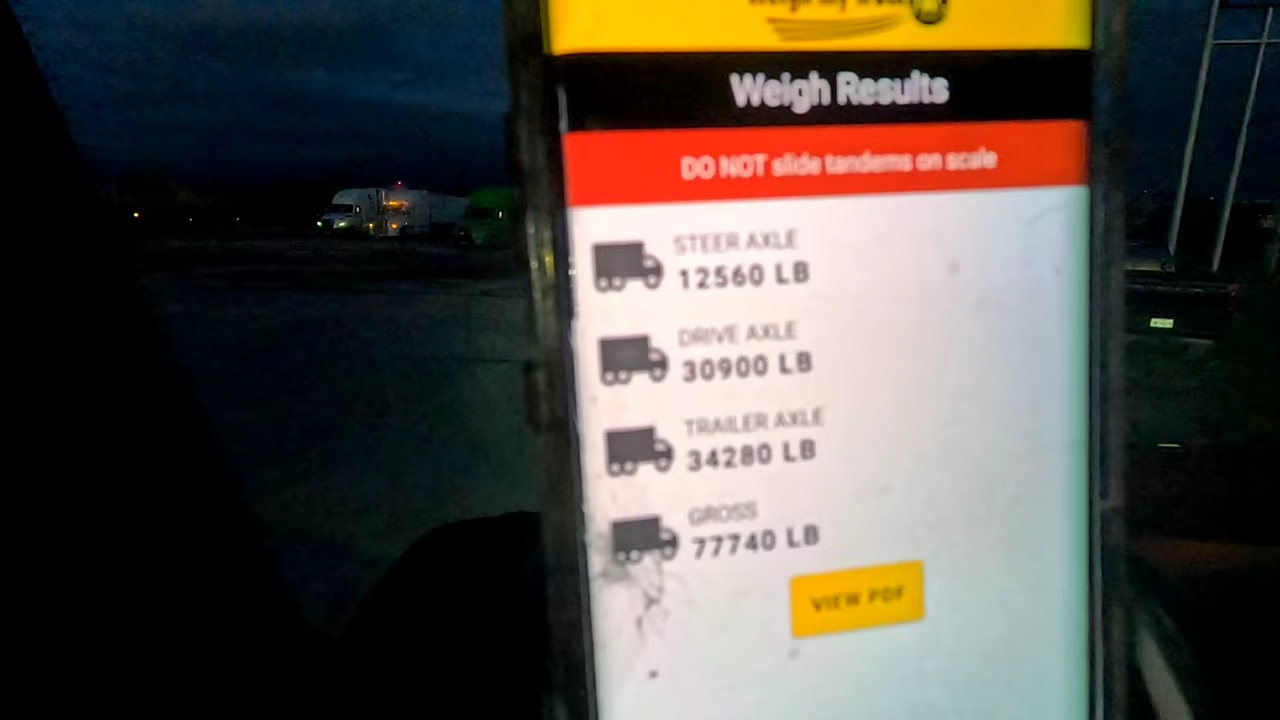 Weigh Results
DO NOT slide tandems on scale
STEER AXLE
12560 LB
DRIVE AXLE
30900 LB
TRAILER AXLE
34280 LB
GROSS
77740 LB
VIEW PDF